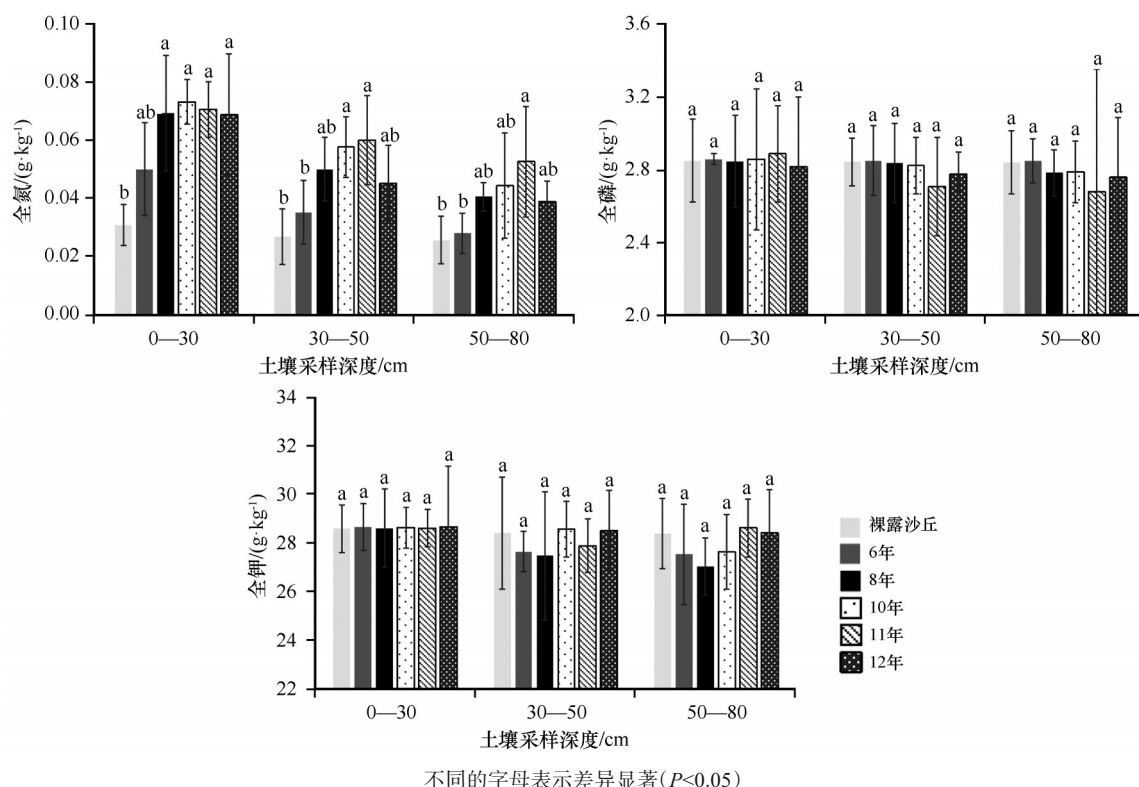 0.10
0.08
0.06
0.04
0.02
0.00
全氮/(g·kg⁻¹)
b ab a a a a
b b ab a a ab
b b ab ab a ab
0—30 30—50 50—80
土壤采样深度/cm
3.6
3.2
2.8
2.4
2.0
全磷/(g·kg⁻¹)
a a a a a a
a a a a a a
a a a a a a
0—30 30—50 50—80
土壤采样深度/cm
34
32
30
28
26
24
22
全钾/(g·kg⁻¹)
a a a a a a
a a a a a a
a a a a a a
0—30 30—50 50—80
土壤采样深度/cm
裸露沙丘
6年
8年
10年
11年
12年
不同的字母表示差异显著(P<0.05)